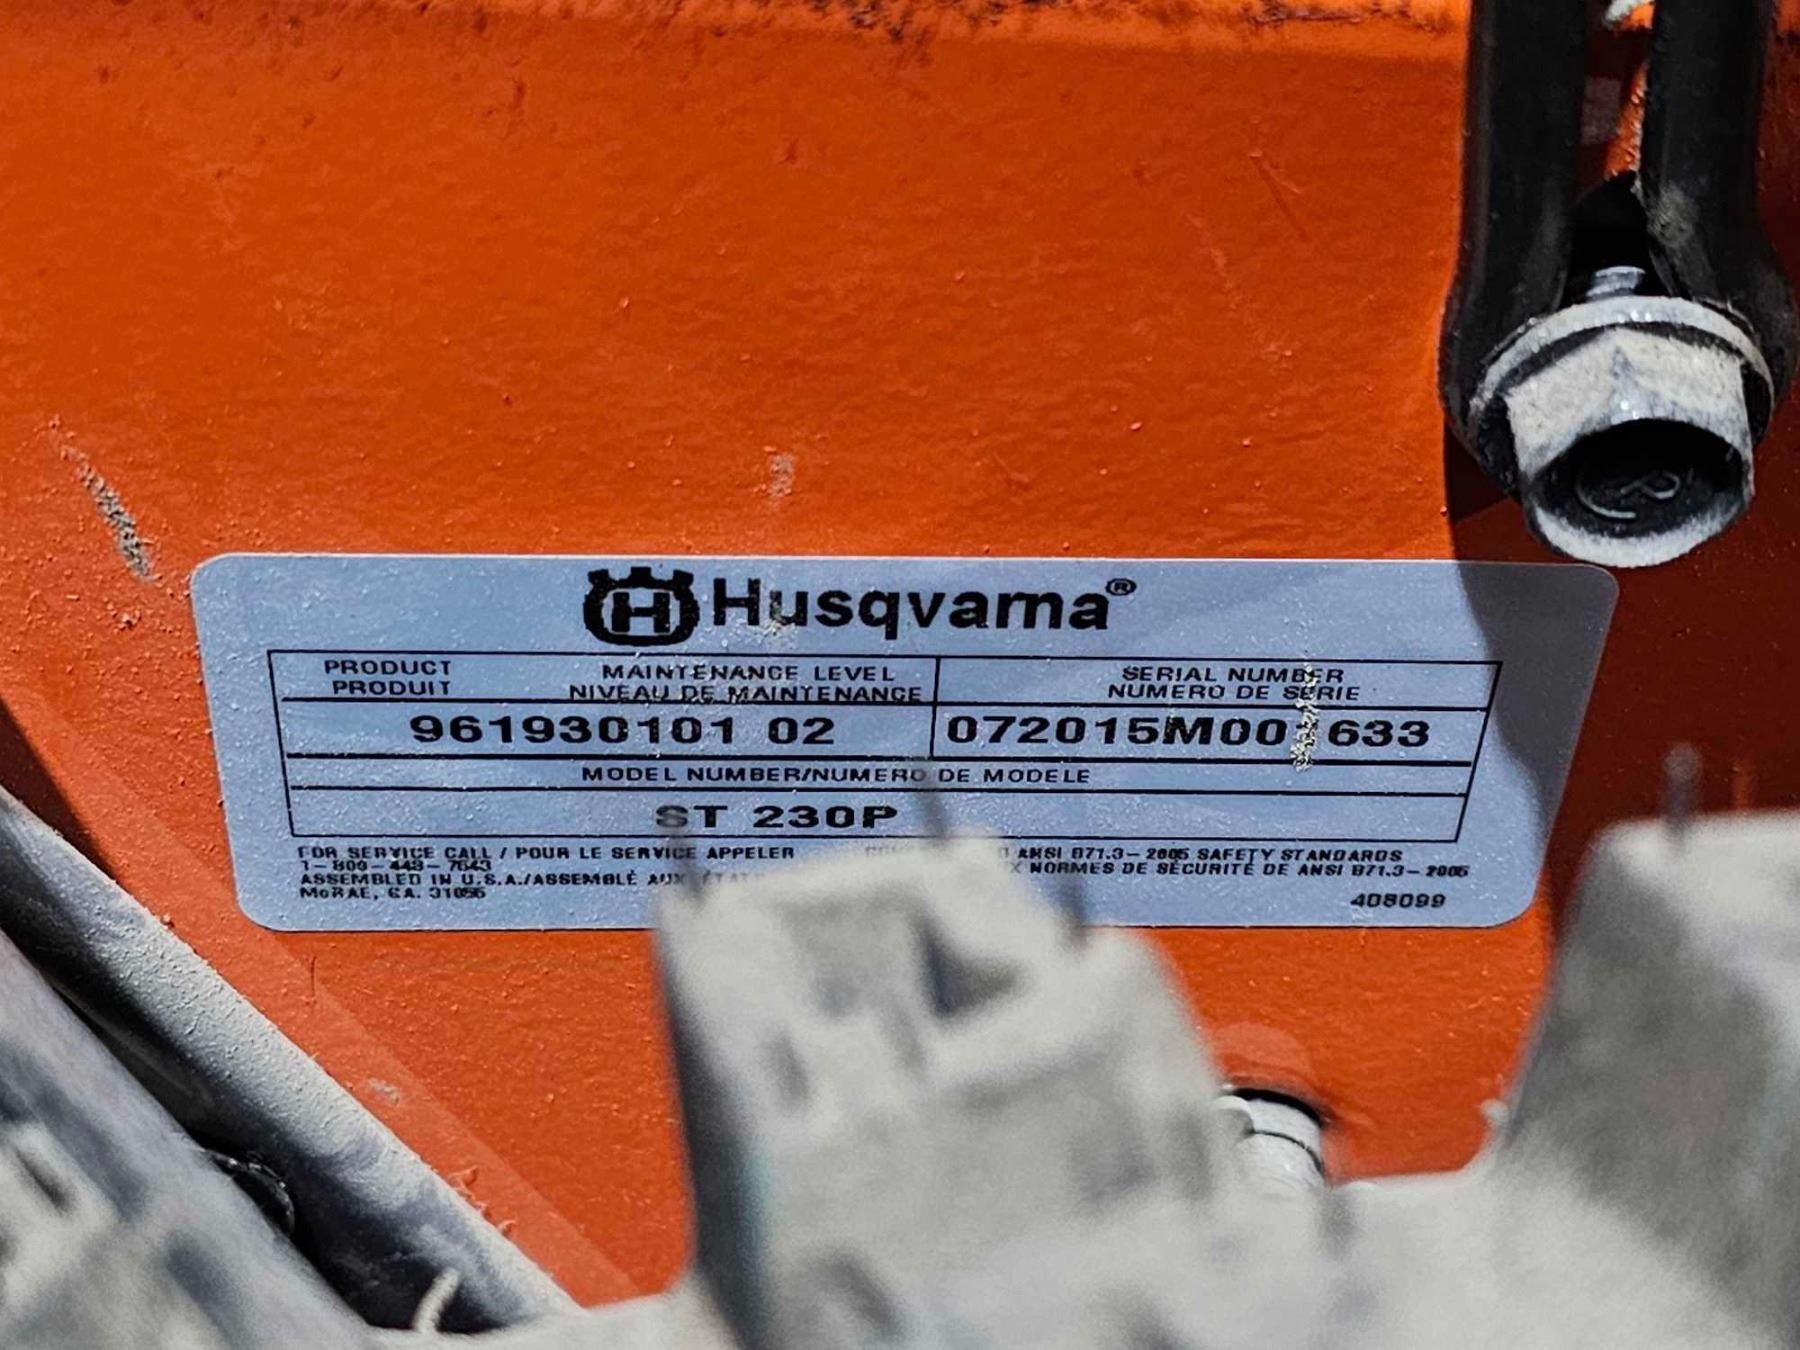 Husqvarna®
PRODUCT MAINTENANCE LEVEL SERIAL NUMBER
PRODUIT NIVEAU DE MAINTENANCE NUMERO DE SERIE
961930101 02
MODEL NUMBER/NUMERO DE MODELE
ST 230P
FOR SERVICE CALL / POUR LE SERVICE APPELER ANSI B71.3-2005 SAFETY STANDARDS
1-800-448-7543 NORMES DE SÉCURITÉ DE ANSI B71.3-2005
ASSEMBLED IN U.S.A./ASSEMBLÉ AUX
McRAE, GA. 31055 408099